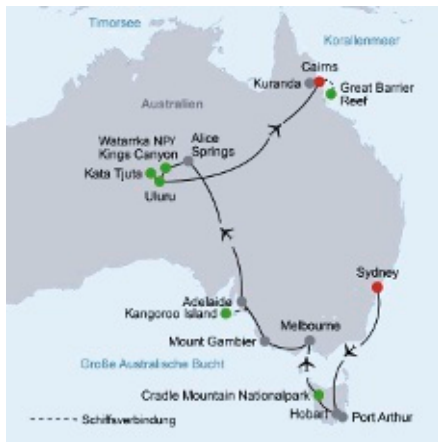 Timorsee
Korallenmeer
Cairns
Kuranda
Great Barrier
Reef
Australien
Watarrka NP/
Kings Canyon
Alice
Springs
Kata Tjuta
Uluru
Sydney
Adelaide
Kangoroo Island
Melbourne
Mount Gambier
Große Australische Bucht
Cradle Mountain Nationalpark
Hobart
Port Arthur
Schiffsverbindung